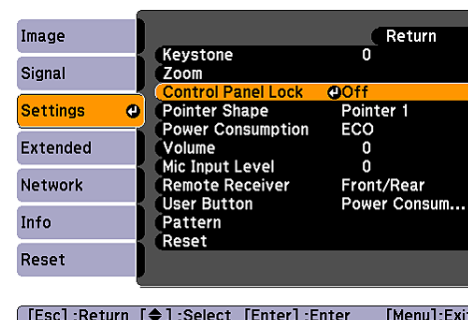 Image
Signal
Settings
Extended
Network
Info
Reset
Return
Keystone 0
Zoom
Control Panel Lock Off
Pointer Shape Pointer 1
Power Consumption ECO
Volume 0
Mic Input Level 0
Remote Receiver Front/Rear
User Button Power Consum...
Pattern
Reset
[Esc] :Return [♦] :Select [Enter] :Enter [Menu]:Exit